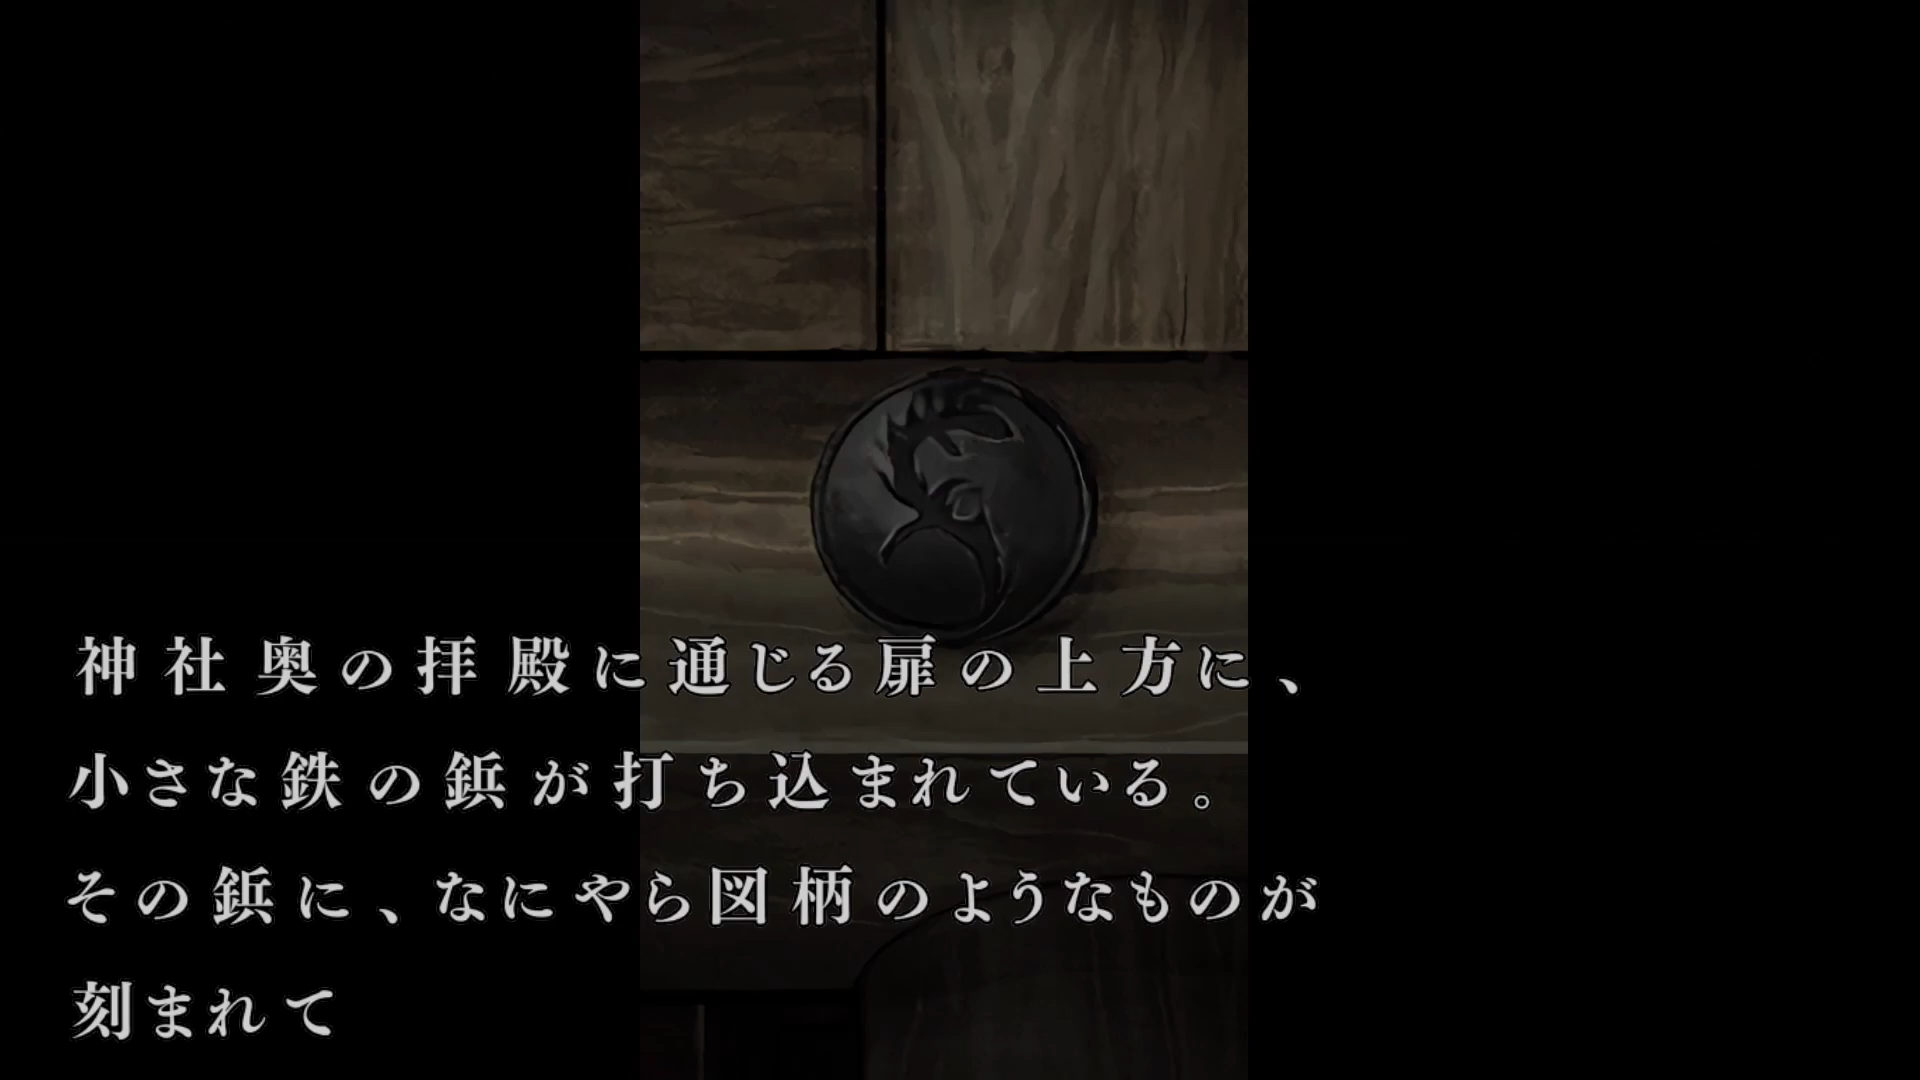 神社奥の拝殿に通じる扉の上方に、
小さな鉄の鋲が打ち込まれている。
その鋲に、なにやら図柄のようなものが
刻まれて